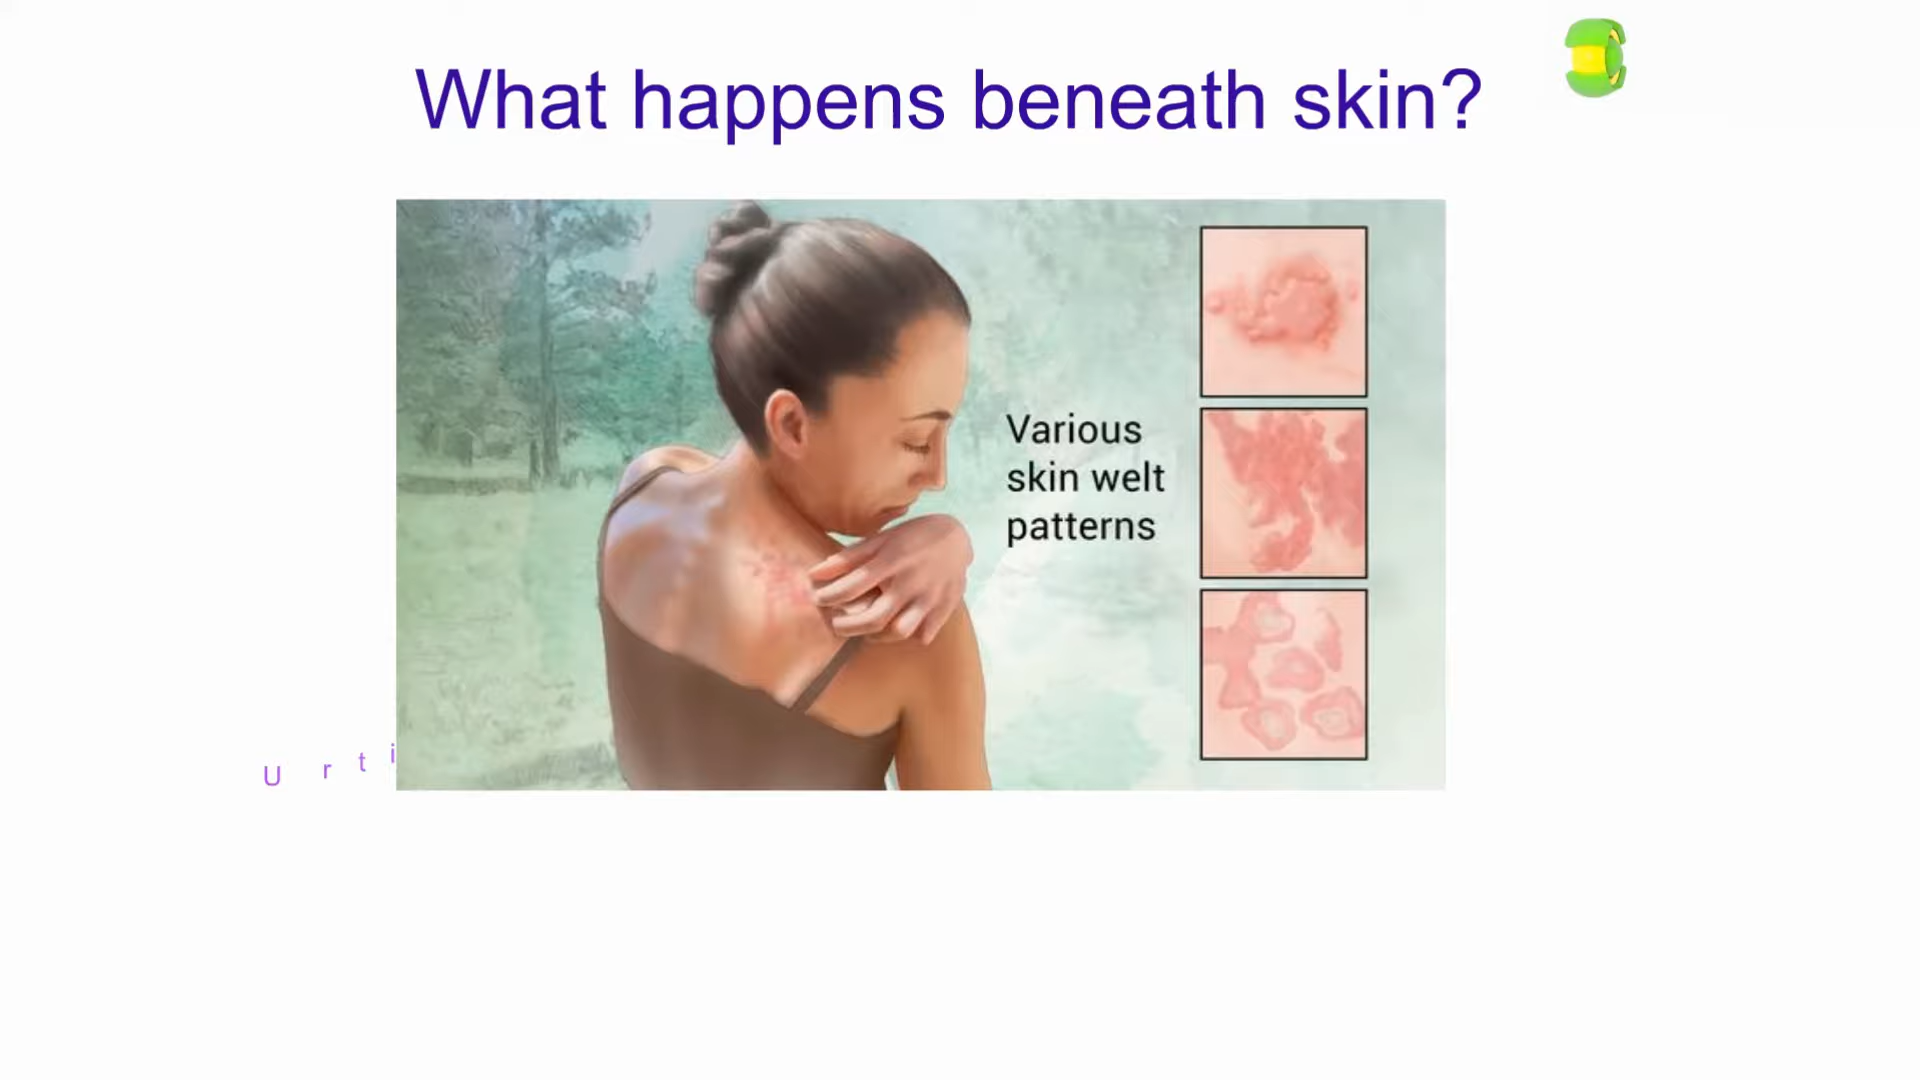 What happens beneath skin?
Various
skin welt
patterns
U r t i